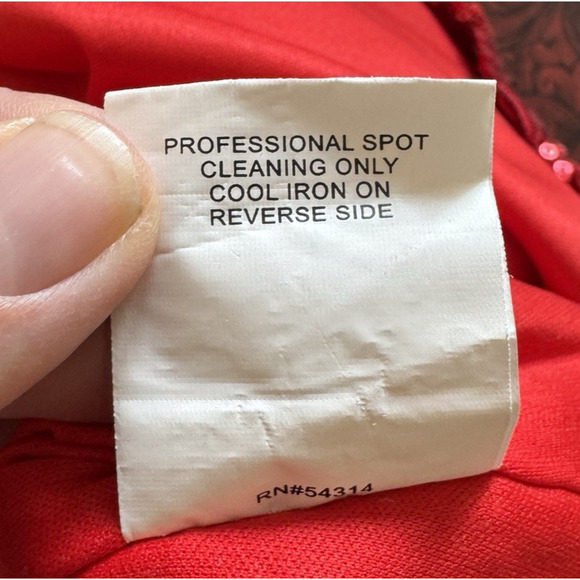 PROFESSIONAL SPOT
CLEANING ONLY
COOL IRON ON
REVERSE SIDE
RN#54314